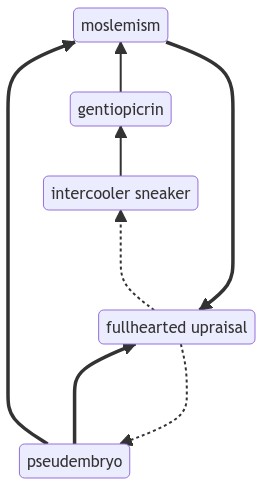 moslemism
gentiopicrin
intercooler sneaker
fullhearted upraisal
pseudembryo